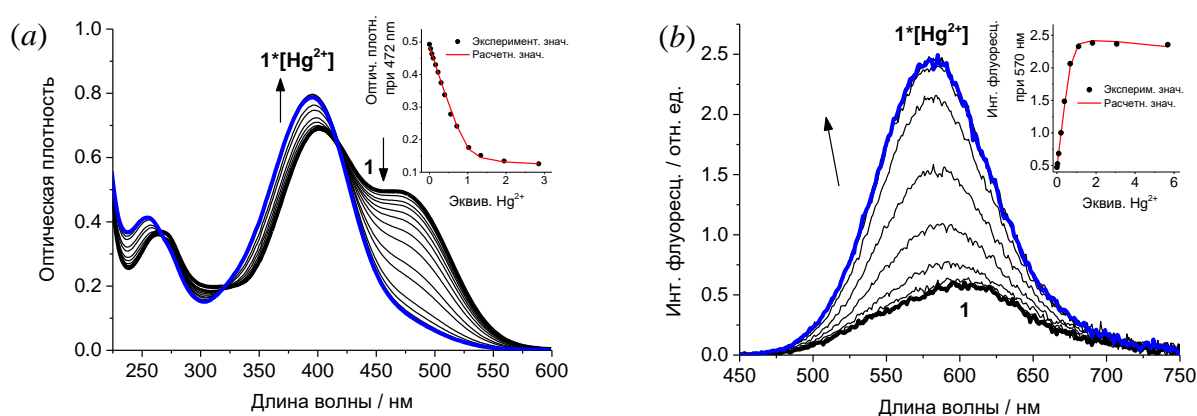 (a)
Оптическая плотность
1.0
0.8
0.6
0.4
0.2
0.0
250 300 350 400 450 500 550 600
Длина волны / нм
1*[Hg²⁺]
1
Оптич. плотн.
при 472 nm
0.5
0.4
0.3
0.2
0.1
0 1 2 3
Эквив. Hg²⁺
Эксперимент. знач.
Расчетн. знач.
(b)
Инт. флуоресц. / отн. ед.
2.5
2.0
1.5
1.0
0.5
0.0
450 500 550 600 650 700 750
Длина волны / нм
1*[Hg²⁺]
1
Инт. флуоресц.
при 570 нм
2.5
2.0
1.5
1.0
0.5
0 2 4 6
Эквив. Hg²⁺
Эксперим. знач.
Расчетн. знач.